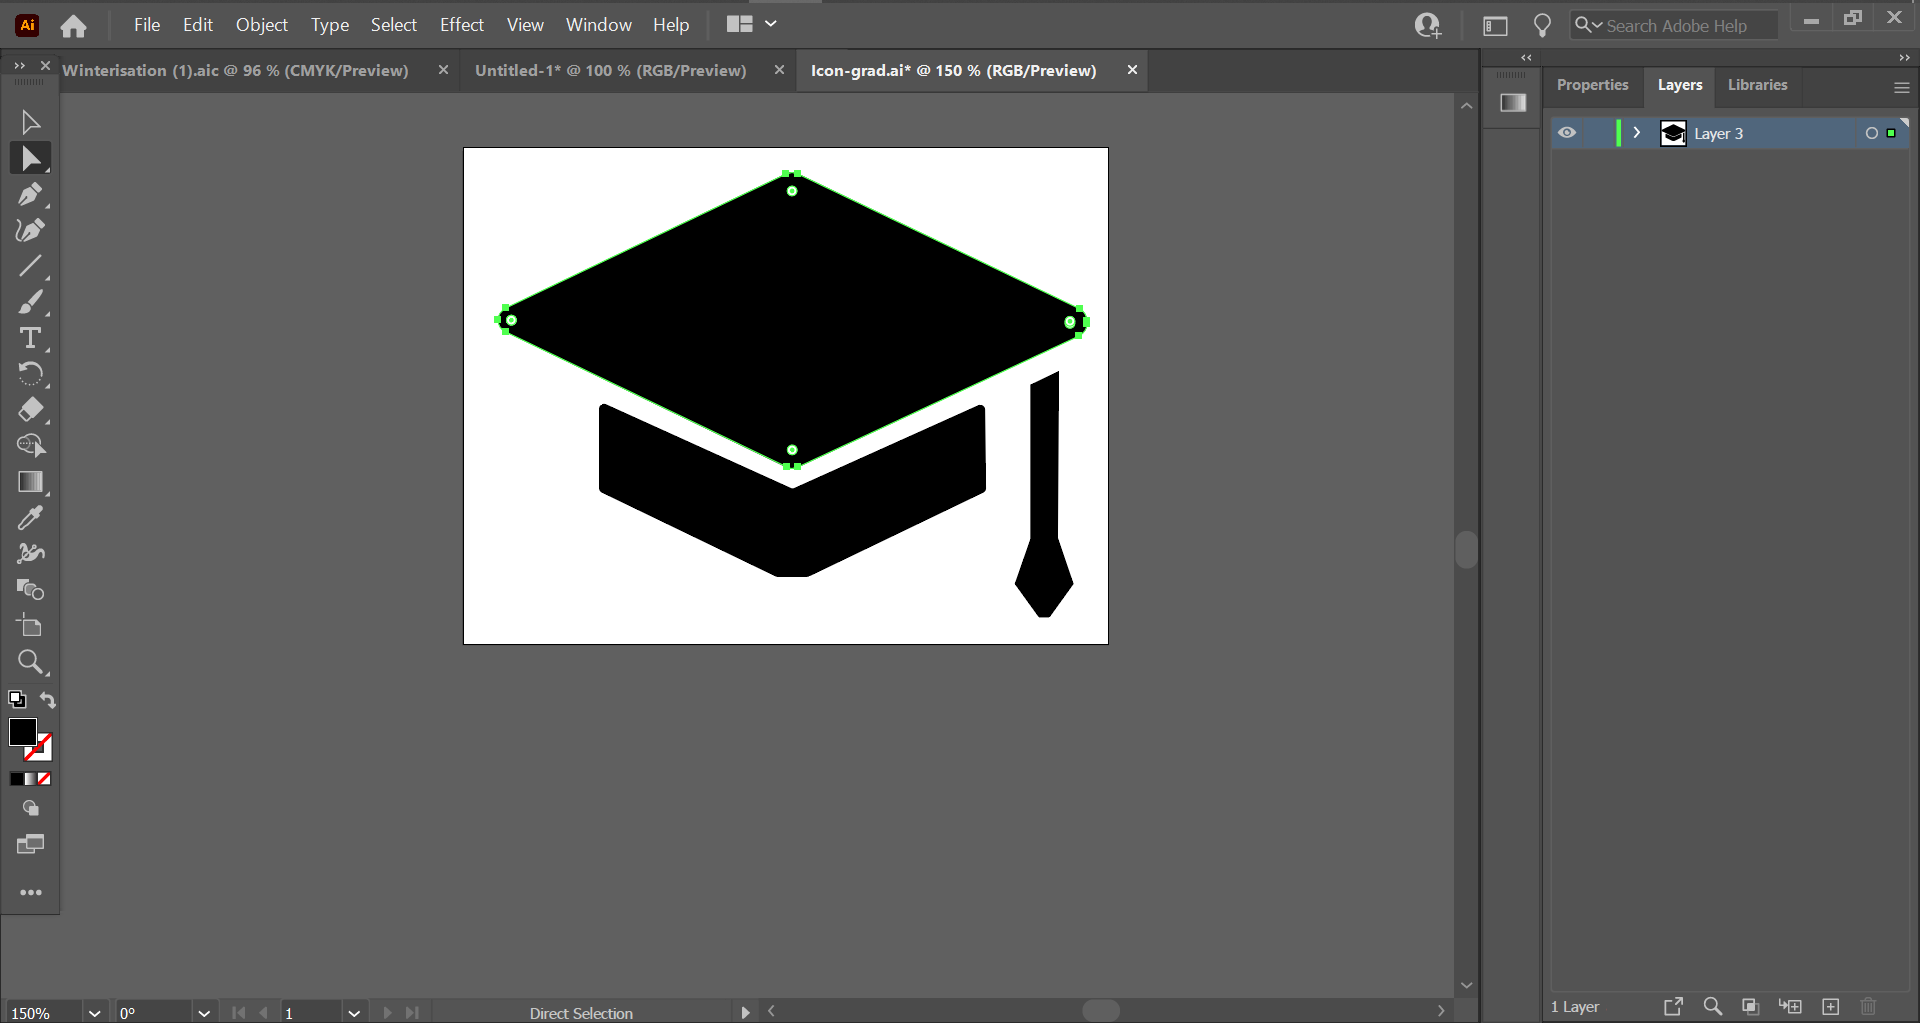 Ai File Edit Object Type Select Effect View Window Help Search Adobe Help
Winterisation (1).aic @ 96 % (CMYK/Preview) Untitled-1* @ 100 % (RGB/Preview) Icon-grad.ai* @ 150 % (RGB/Preview)
Properties Layers Libraries
Layer 3
1 Layer
150% 0° 1 Direct Selection